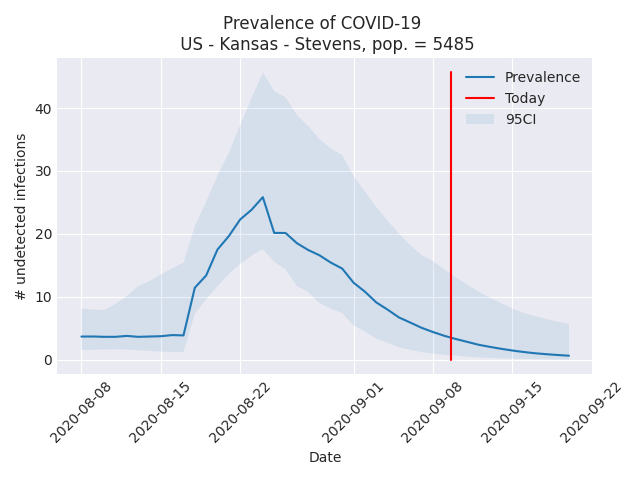 Prevalence of COVID-19
US - Kansas - Stevens, pop. = 5485
Prevalence
Today
95CI
# undetected infections
40
30
20
10
0
2020-08-08
2020-08-15
2020-08-22
2020-09-01
2020-09-08
2020-09-15
2020-09-22
Date